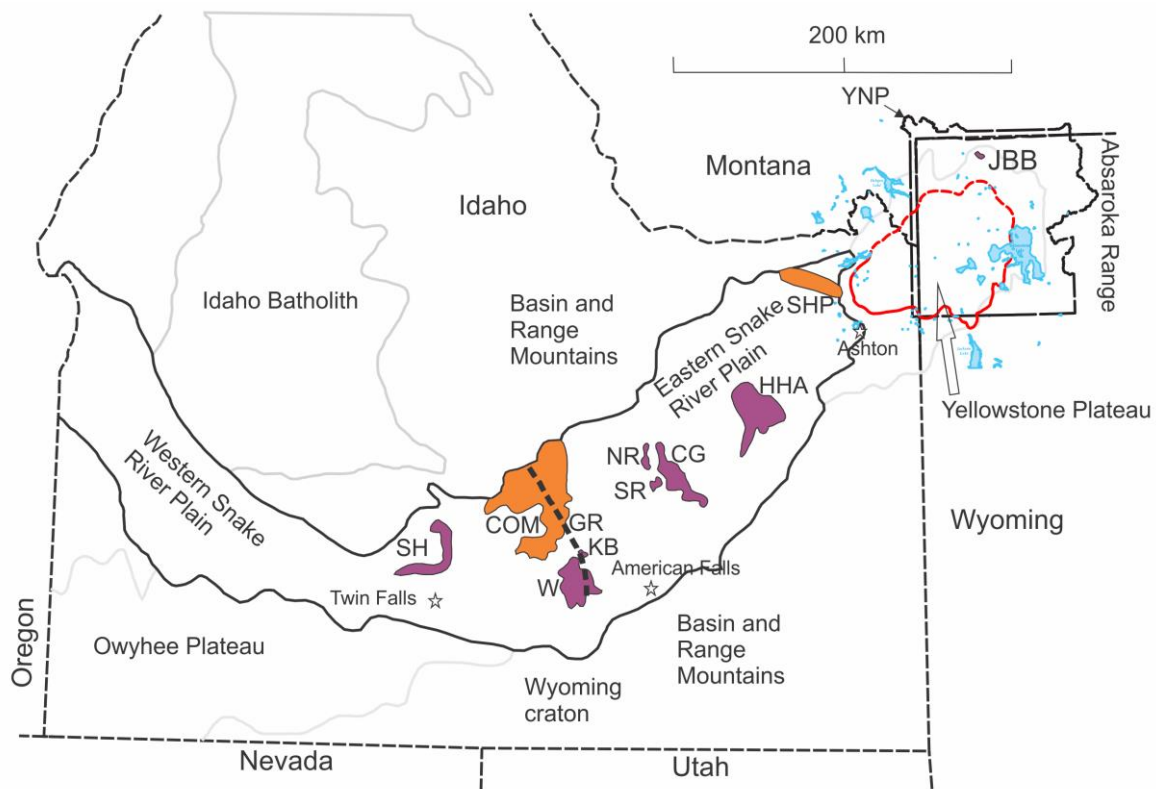 200 km
YNP
Montana
JBB
Absaroka Range
Idaho
Idaho Batholith
Basin and
Range
Mountains
SHP
Ashton
Eastern Snake
River Plain
HHA
Yellowstone Plateau
Western Snake
River Plain
NR
CG
SR
Wyoming
COM
GR
SH
KB
American Falls
W
Twin Falls
Basin and
Range
Mountains
Owyhee Plateau
Oregon
Wyoming
craton
Nevada
Utah